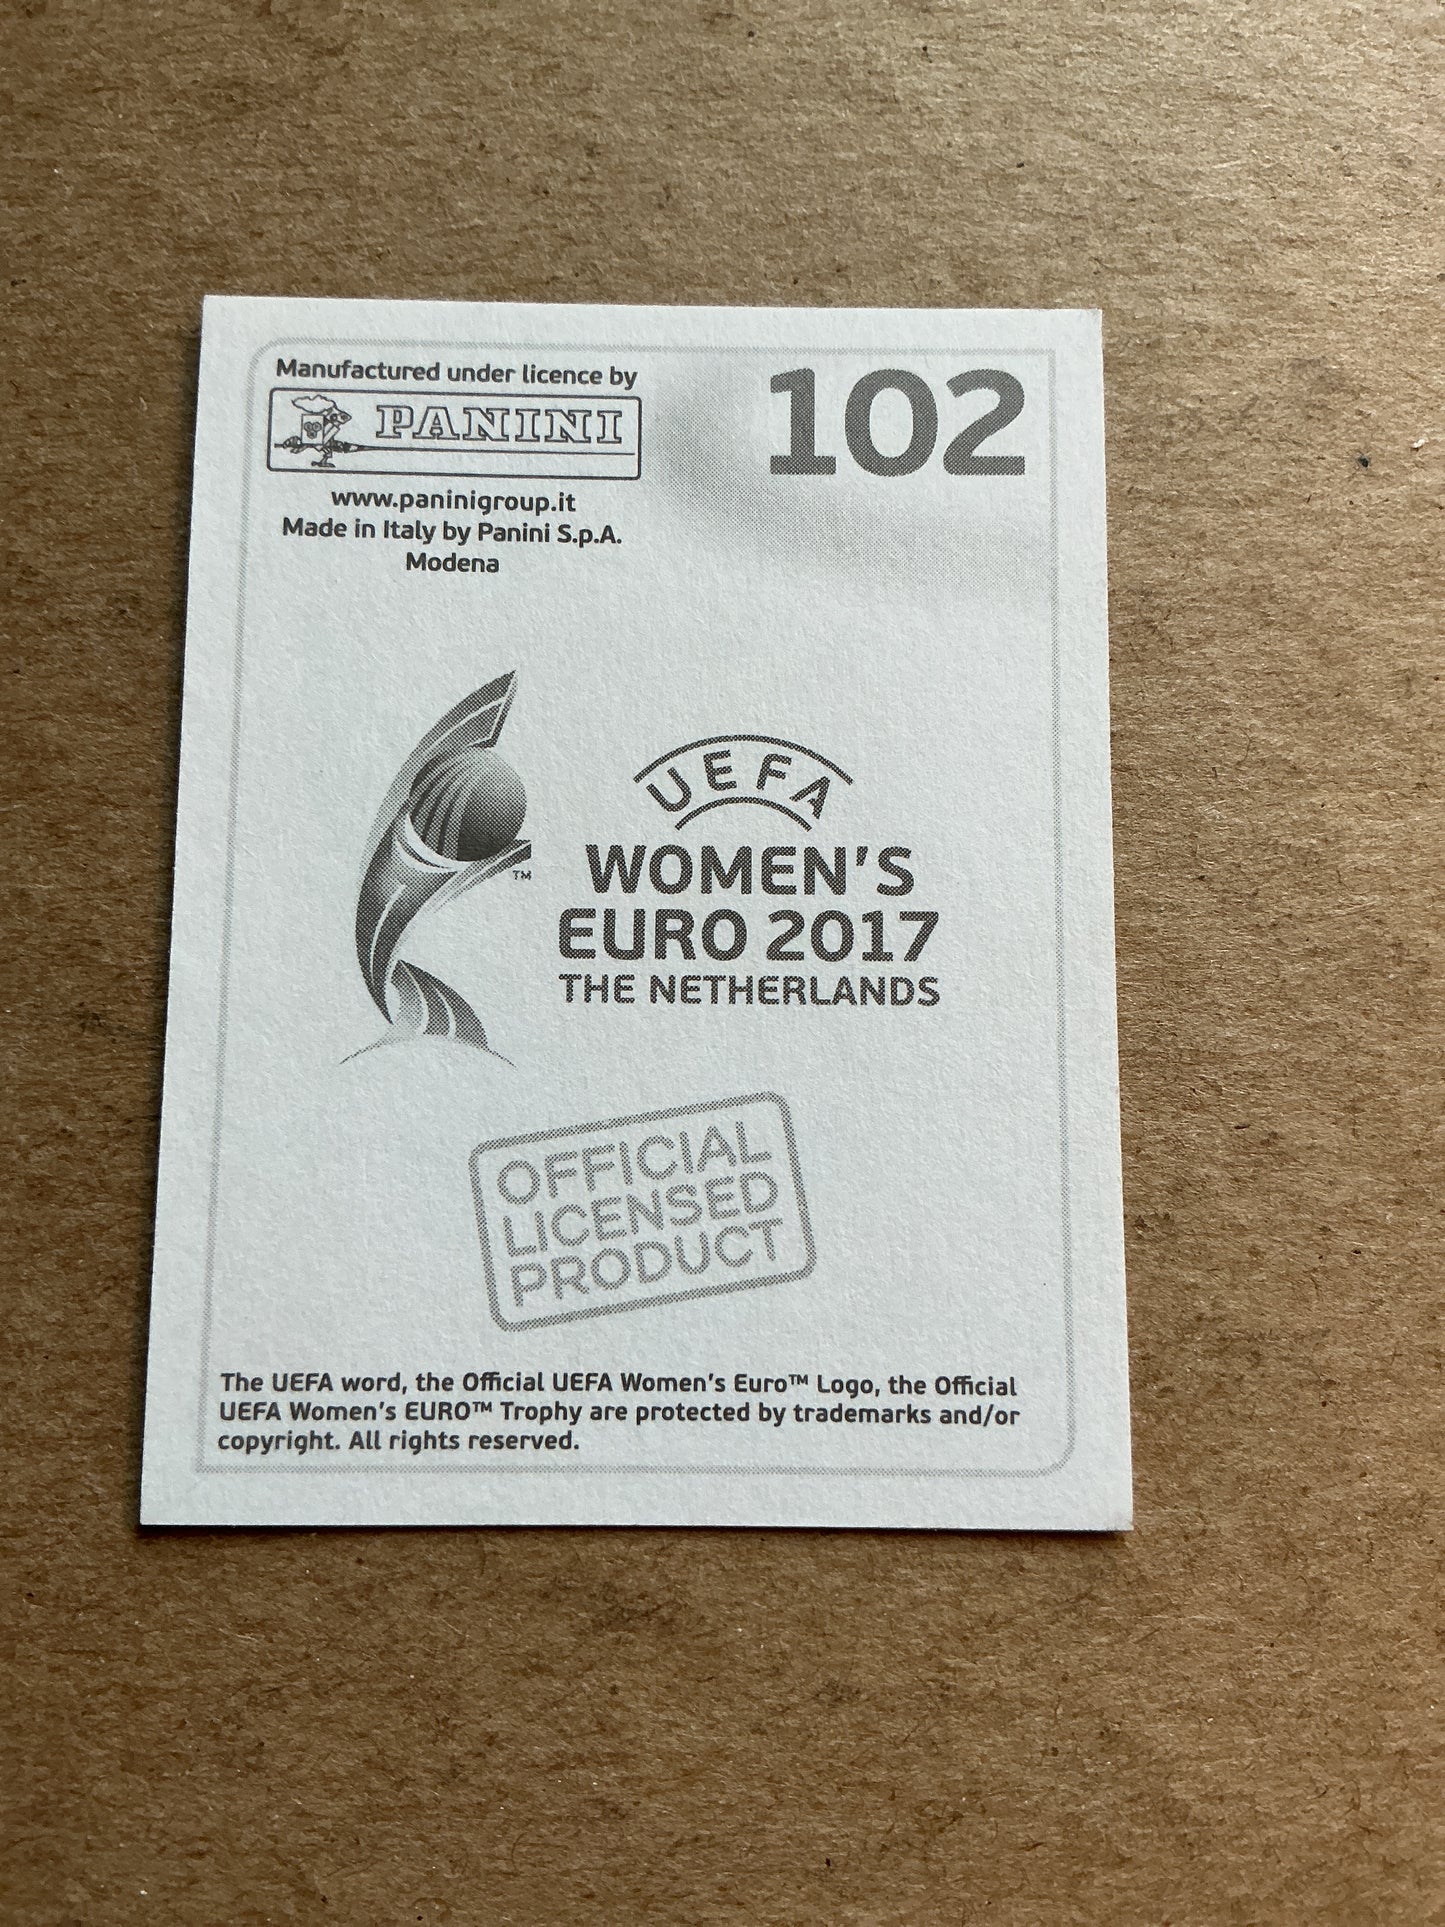 Manufactured under licence by
PANINI
102
www.paninigroup.it
Made in Italy by Panini S.p.A.
Modena
UEFA
™
WOMEN'S
EURO 2017
THE NETHERLANDS
OFFICIAL
LICENSED
PRODUCT
The UEFA word, the Official UEFA Women's Euro™ Logo, the Official
UEFA Women's EURO™ Trophy are protected by trademarks and/or
copyright. All rights reserved.